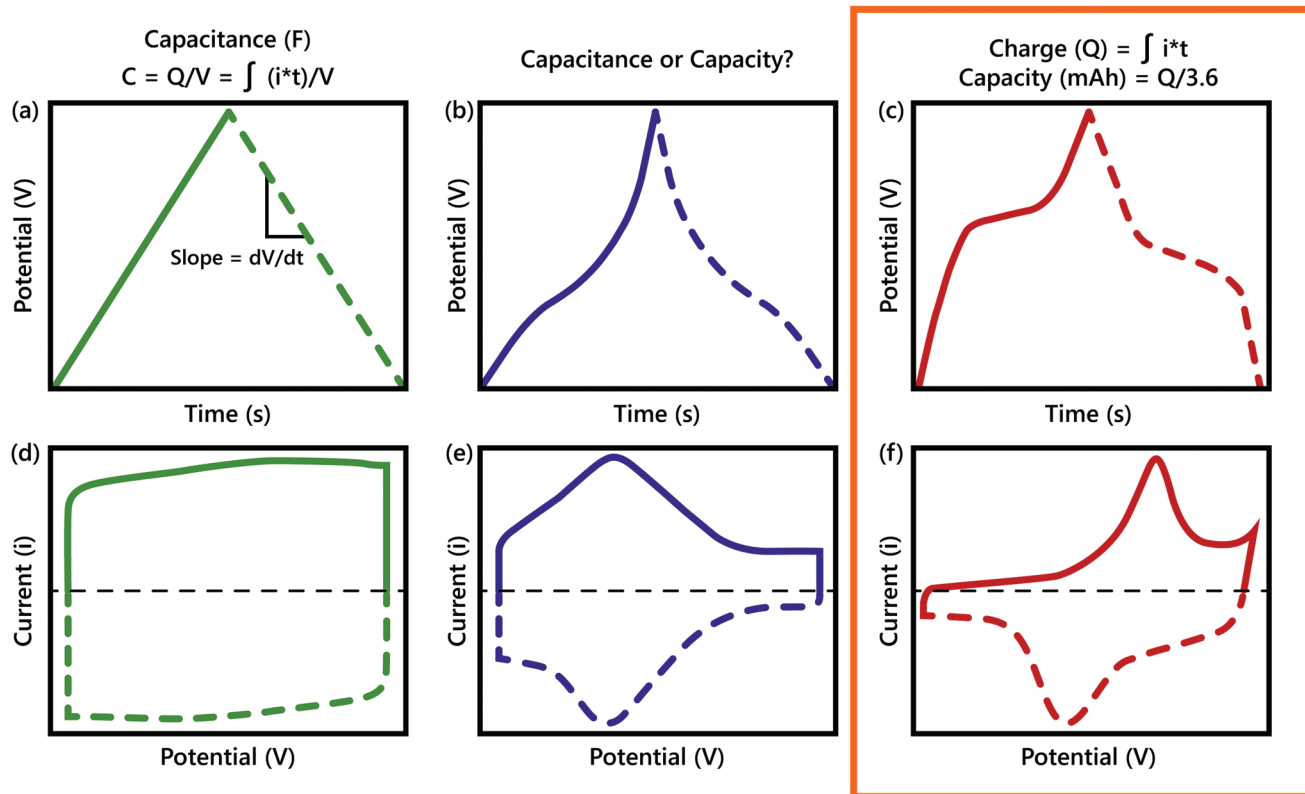 Capacitance (F)
C = Q/V = ∫ (i*t)/V
Capacitance or Capacity?
Charge (Q) = ∫ i*t
Capacity (mAh) = Q/3.6
(a)
Potential (V)
Slope = dV/dt
Time (s)
(b)
Potential (V)
Time (s)
(c)
Potential (V)
Time (s)
(d)
Current (i)
Potential (V)
(e)
Current (i)
Potential (V)
(f)
Current (i)
Potential (V)